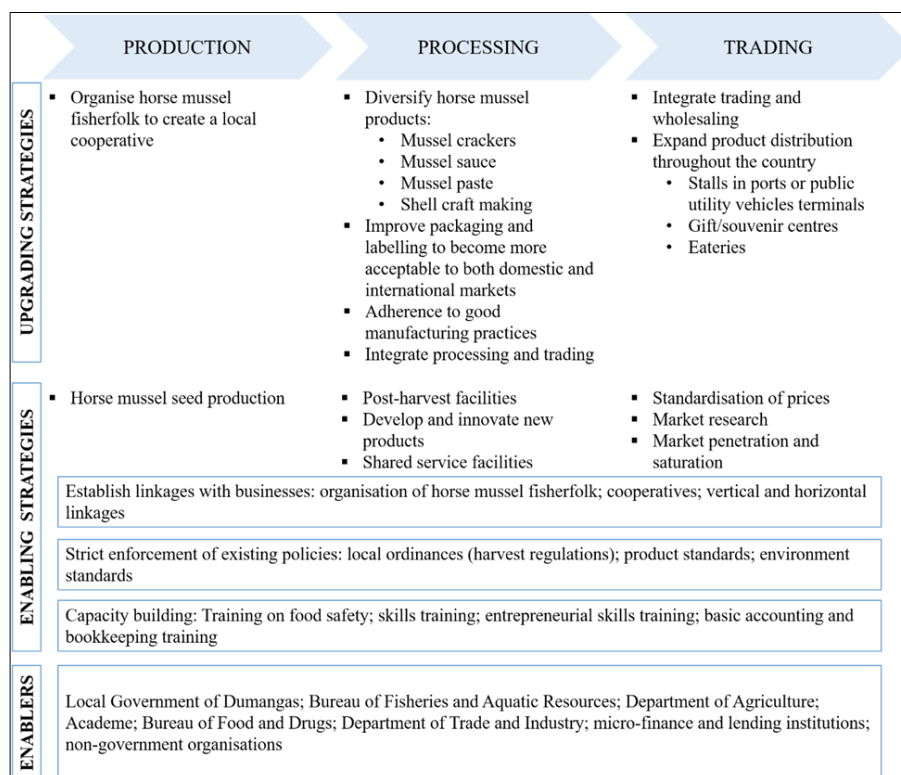 PRODUCTION
PROCESSING
TRADING
UPGRADING STRATEGIES
▪ Organise horse mussel
fisherfolk to create a local
cooperative
▪ Diversify horse mussel
products:
• Mussel crackers
• Mussel sauce
• Mussel paste
• Shell craft making
▪ Improve packaging and
labelling to become more
acceptable to both domestic and
international markets
▪ Adherence to good
manufacturing practices
▪ Integrate processing and trading
▪ Integrate trading and
wholesaling
▪ Expand product distribution
throughout the country
• Stalls in ports or public
utility vehicles terminals
• Gift/souvenir centres
• Eateries
ENABLING STRATEGIES
▪ Horse mussel seed production
▪ Post-harvest facilities
▪ Develop and innovate new
products
▪ Shared service facilities
▪ Standardisation of prices
▪ Market research
▪ Market penetration and
saturation
Establish linkages with businesses: organisation of horse mussel fisherfolk; cooperatives; vertical and horizontal
linkages
Strict enforcement of existing policies: local ordinances (harvest regulations); product standards; environment
standards
Capacity building: Training on food safety; skills training; entrepreneurial skills training; basic accounting and
bookkeeping training
ENABLERS
Local Government of Dumangas; Bureau of Fisheries and Aquatic Resources; Department of Agriculture;
Academe; Bureau of Food and Drugs; Department of Trade and Industry; micro-finance and lending institutions;
non-government organisations